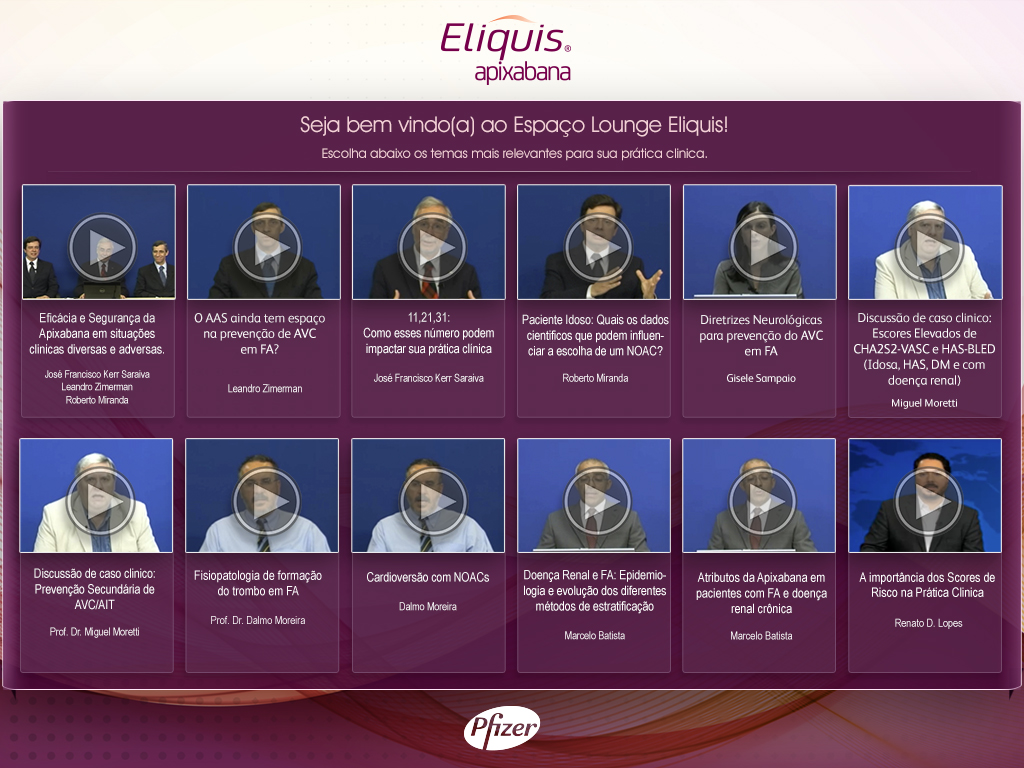 Eliquis®
apixabana
Seja bem vindo(a) ao Espaço Lounge Eliquis!
Escolha abaixo os temas mais relevantes para sua prática clinica.
Eficácia e Segurança da
Apixabana em situações
clinicas diversas e adversas.
José Francisco Kerr Saraiva
Leandro Zimerman
Roberto Miranda
O AAS ainda tem espaço
na prevenção de AVC
em FA?
Leandro Zimerman
11,21,31:
Como esses número podem
impactar sua prática clínica
José Francisco Kerr Saraiva
Paciente Idoso: Quais os dados
cientificos que podem influen-
ciar a escolha de um NOAC?
Roberto Miranda
Diretrizes Neurológicas
para prevenção do AVC
em FA
Gisele Sampaio
Discussão de caso clinico:
Escores Elevados de
CHA2S2-VASC e HAS-BLED
(Idosa, HAS, DM e com
doença renal)
Miguel Moretti
Discussão de caso clinico:
Prevenção Secundária de
AVC/AIT
Prof. Dr. Miguel Moretti
Fisiopatologia de formação
do trombo em FA
Prof. Dr. Dalmo Moreira
Cardioversão com NOACs
Dalmo Moreira
Doença Renal e FA: Epidemio-
logia e evolução dos diferentes
métodos de estratificação
Marcelo Batista
Atributos da Apixabana em
pacientes com FA e doença
renal crônica
Marcelo Batista
A importância dos Scores de
Risco na Prática Clinica
Renato D. Lopes
Pfizer